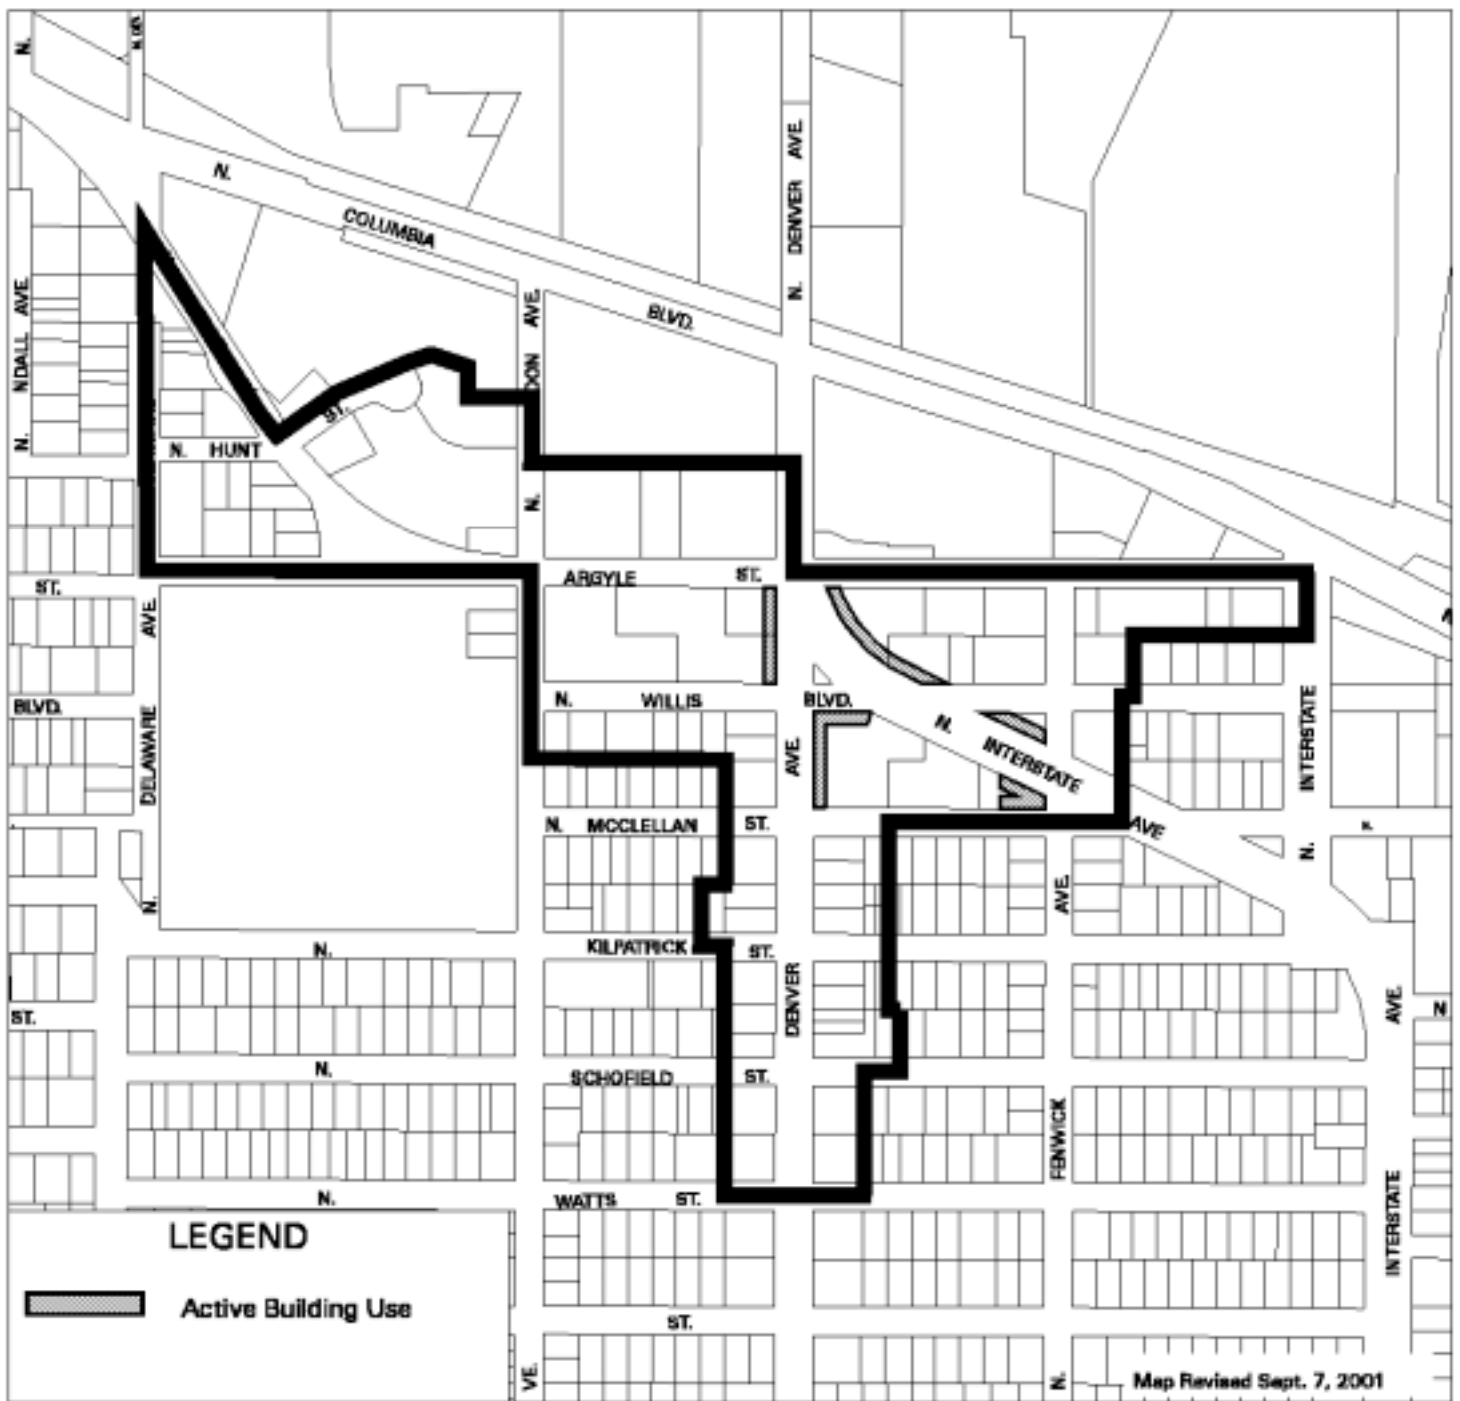 N.
N.
COLUMBIA
BLVD.
N. DENVER AVE.
NDALL AVE.
N.
DON AVE.
N.
ST.
N. HUNT
ARGYLE ST.
ST.
AVE.
DELAWARE
N.
BLVD.
N. WILLIS BLVD.
N. INTERSTATE AVE
INTERSTATE
N.
AVE.
DENVER
N. MCCLELLAN ST.
N.
AVE.
FENWICK
N.
N. KILPATRICK ST.
ST.
AVE.
INTERSTATE
N
N. SCHOFIELD ST.
N. WATTS ST.
ST.
VE.
LEGEND
Active Building Use
Map Revised Sept. 7, 2001